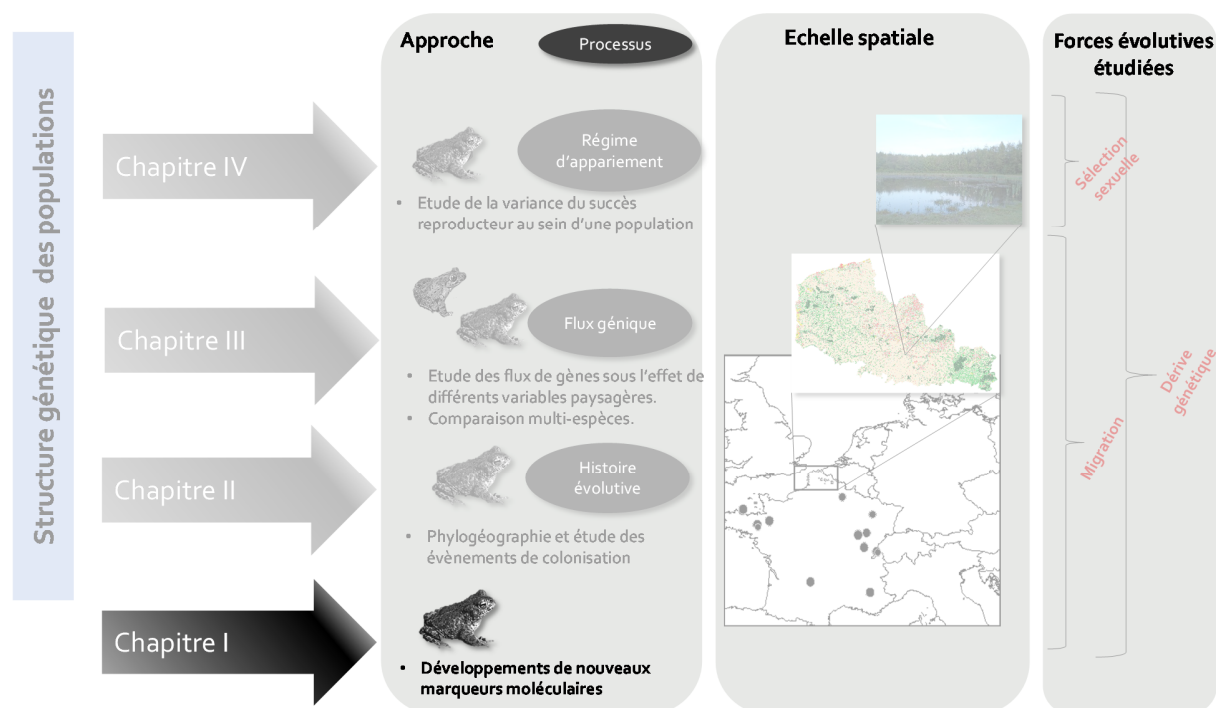 Structure génétique des populations
Approche
Processus
Echelle spatiale
Forces évolutives
étudiées
Chapitre IV
Régime
d'appariement
• Etude de la variance du succès
reproducteur au sein d'une population
Sélection
sexuelle
Chapitre III
Flux génique
• Etude des flux de gènes sous l'effet de
différents variables paysagères.
• Comparaison multi-espèces.
Dérive
génétique
Migration
Chapitre II
Histoire
évolutive
• Phylogéographie et étude des
évènements de colonisation
Chapitre I
• Développements de nouveaux
marqueurs moléculaires